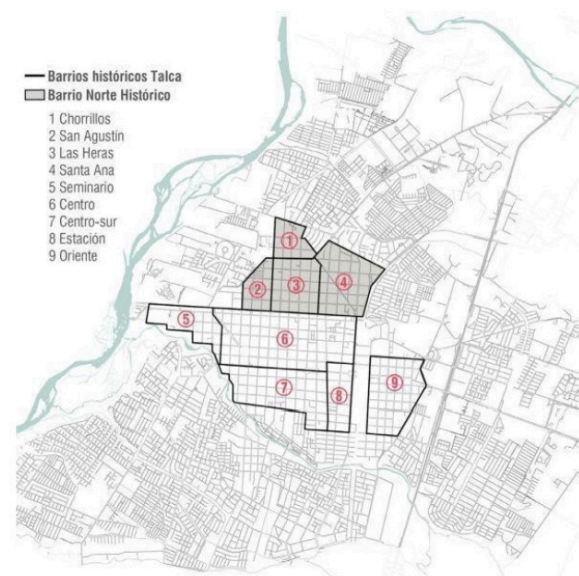 Barrios históricos Talca
Barrio Norte Histórico
1 Chorrillos
2 San Agustín
3 Las Heras
4 Santa Ana
5 Seminario
6 Centro
7 Centro-sur
8 Estación
9 Oriente
1
2
3
4
5
6
7
8
9